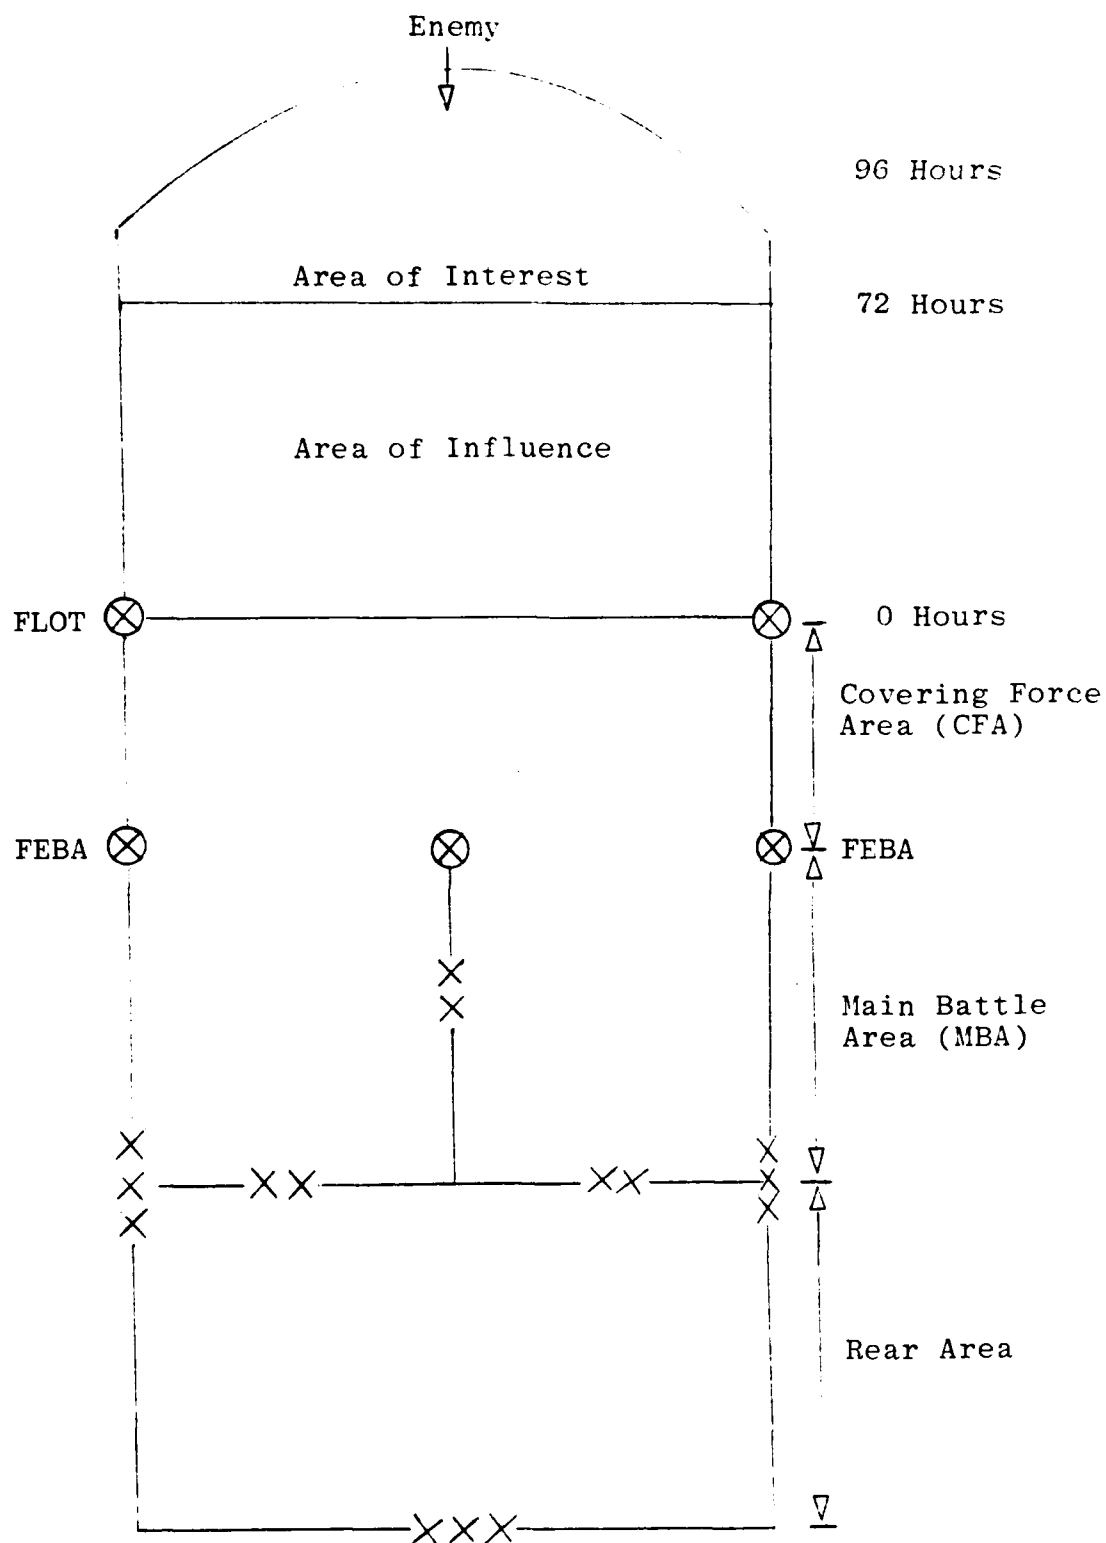 Enemy
96 Hours
Area of Interest
72 Hours
Area of Influence
FLOT
0 Hours
Covering Force
Area (CFA)
FEBA
FEBA
Main Battle
Area (MBA)
Rear Area